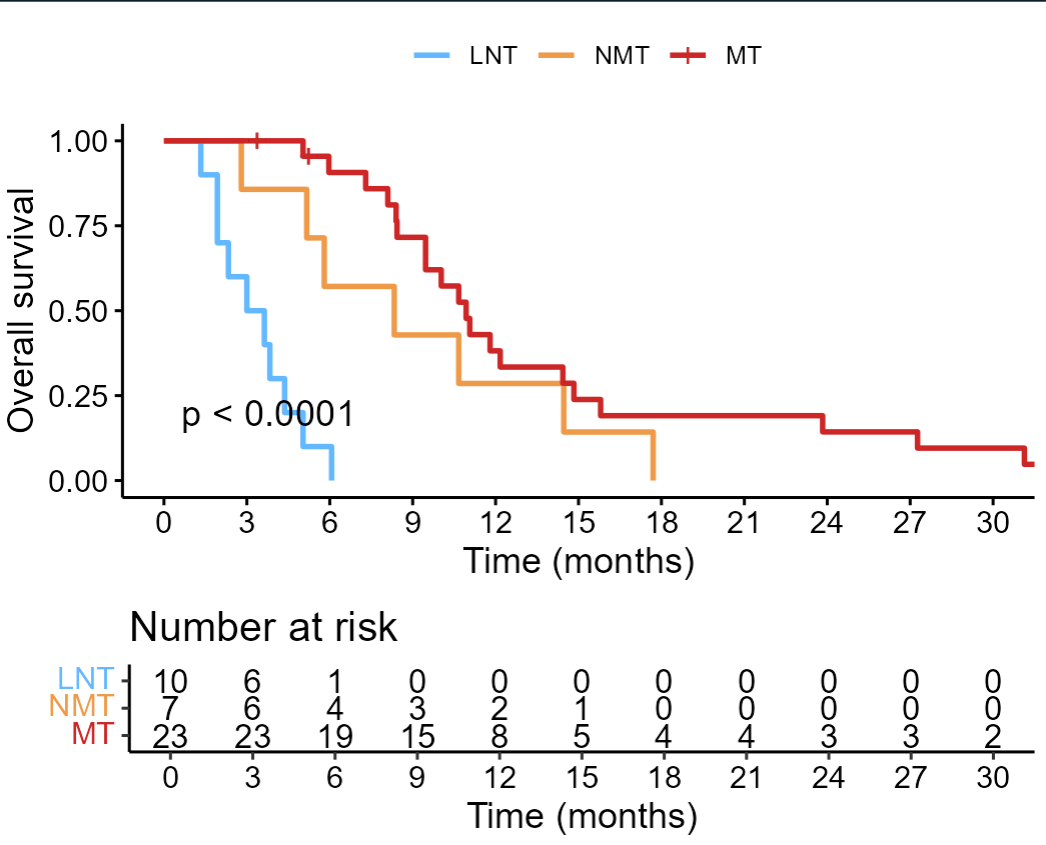 LNT NMT MT
Overall survival
1.00
0.75
0.50
0.25
0.00
p < 0.0001
0 3 6 9 12 15 18 21 24 27 30
Time (months)
Number at risk
LNT 10 6 1 0 0 0 0 0 0 0 0
NMT 7 6 4 3 2 1 0 0 0 0 0
MT 23 23 19 15 8 5 4 4 3 3 2
0 3 6 9 12 15 18 21 24 27 30
Time (months)